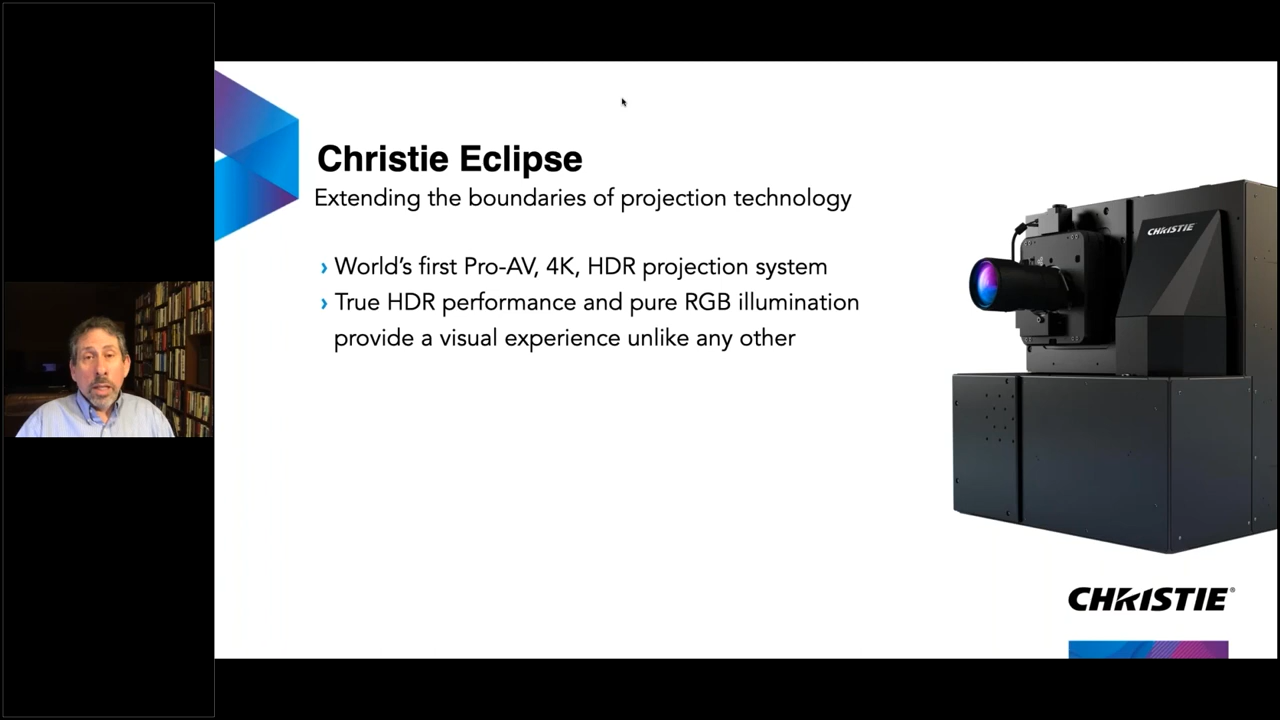 Christie Eclipse
Extending the boundaries of projection technology
› World's first Pro-AV, 4K, HDR projection system
› True HDR performance and pure RGB illumination
provide a visual experience unlike any other
CHRISTIE
CHRISTIE®